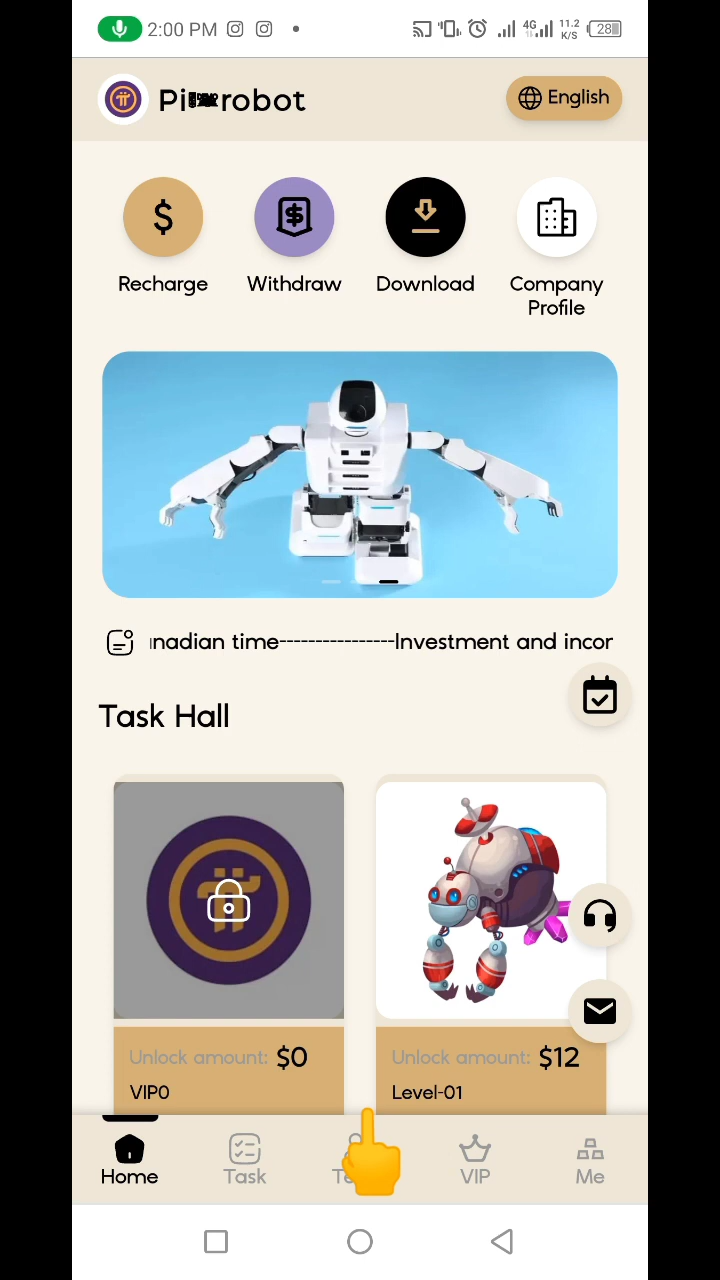 2:00 PM
4G
11.2
K/S
28
Pi robot
English
Recharge
Withdraw
Download
Company
Profile
nadian time----------------Investment and incor
Task Hall
Unlock amount: $0
VIP0
Unlock amount: $12
Level-01
Home
Task
VIP
Me